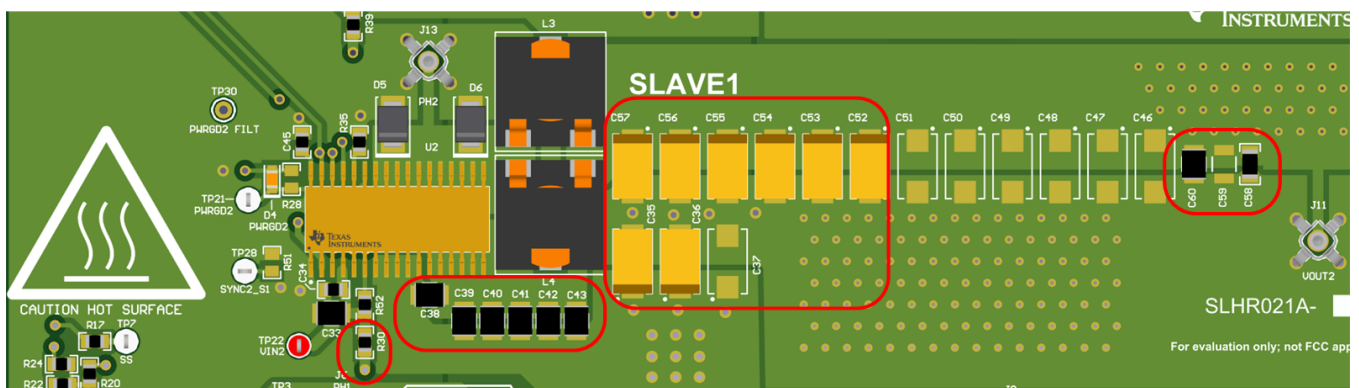 INSTRUMENTS
R39
J13
L3
SLAVE1
D5
D6
PH2
TP30
PWRGD2 FILT
C45
R35
U2
C57
C56
C55
C54
C53
C52
C51
C50
C49
C48
C47
C46
C60
C59
C58
TP21
PWRGD2
R28
D4
PWRGD2
TEXAS
INSTRUMENTS
C35
C36
C37
J11
VOUT2
TP28
SYNC2_S1
R51
C34
L4
CAUTION HOT SURFACE
C38
C39
C40
C41
C42
C43
SLHR021A-
R17
TP7
SS
C33
R52
TP22
VIN2
R30
R24
R22
R20
For evaluation only; not FCC app
TP3
PH1